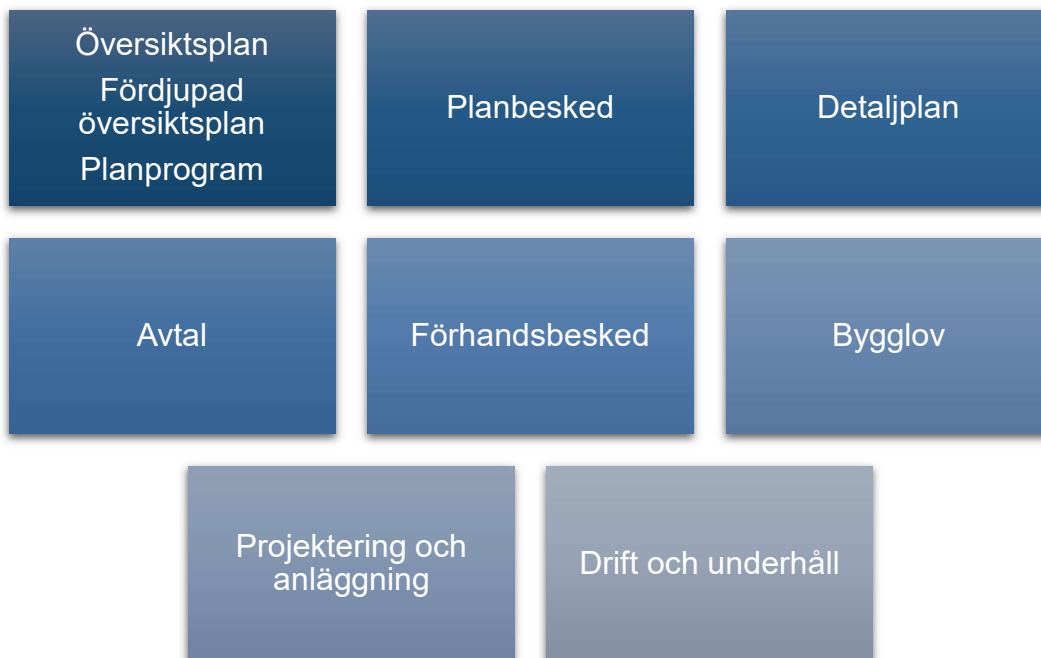 Översiktsplan
Fördjupad
översiktsplan
Planprogram
Planbesked
Detaljplan
Avtal
Förhandsbesked
Bygglov
Projektering och
anläggning
Drift och underhåll